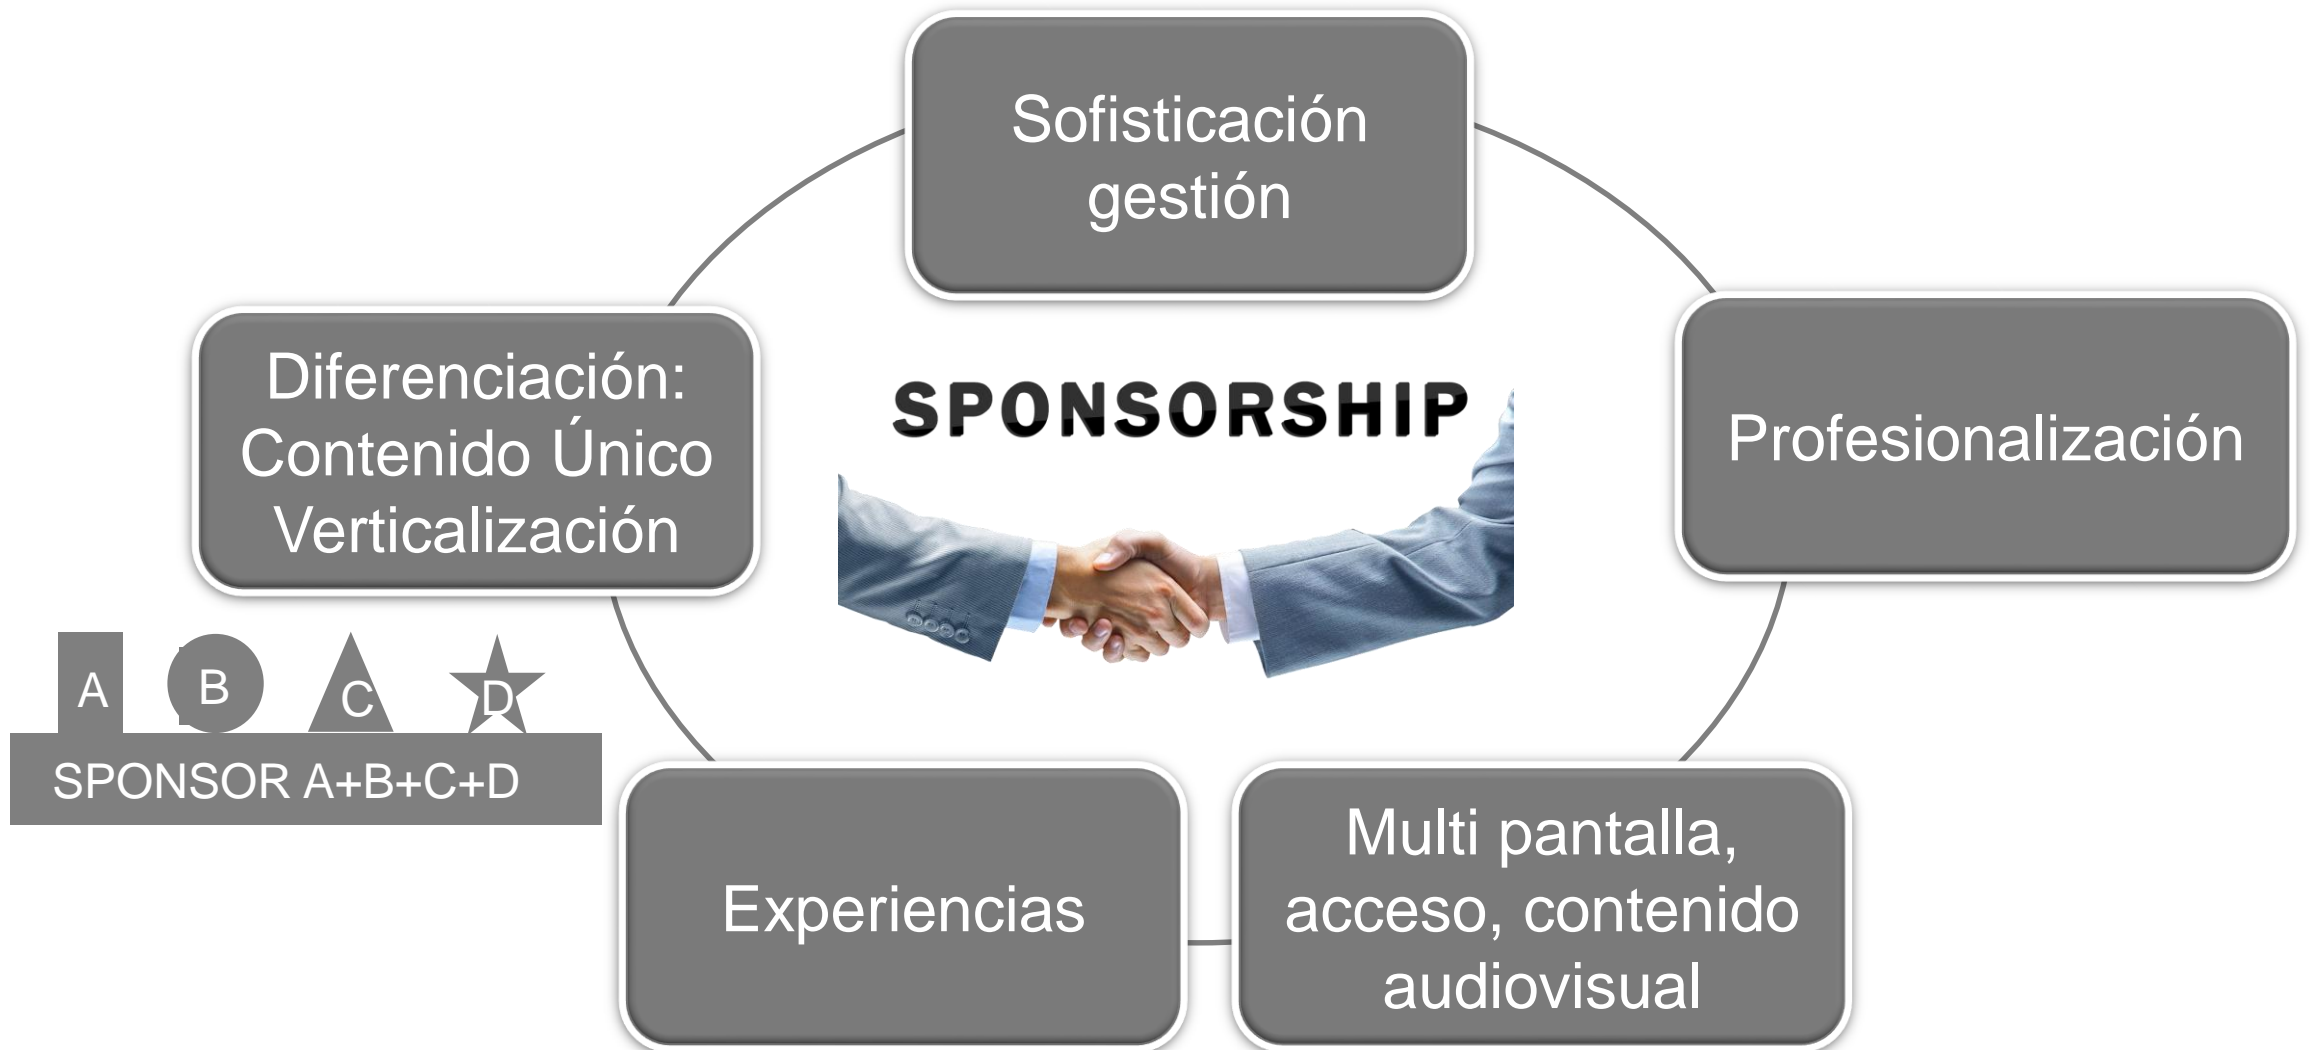 Sofisticación
gestión
Diferenciación:
Contenido Único
Verticalización
SPONSORSHIP
Profesionalización
A B C D
SPONSOR A+B+C+D
Experiencias
Multi pantalla,
acceso, contenido
audiovisual